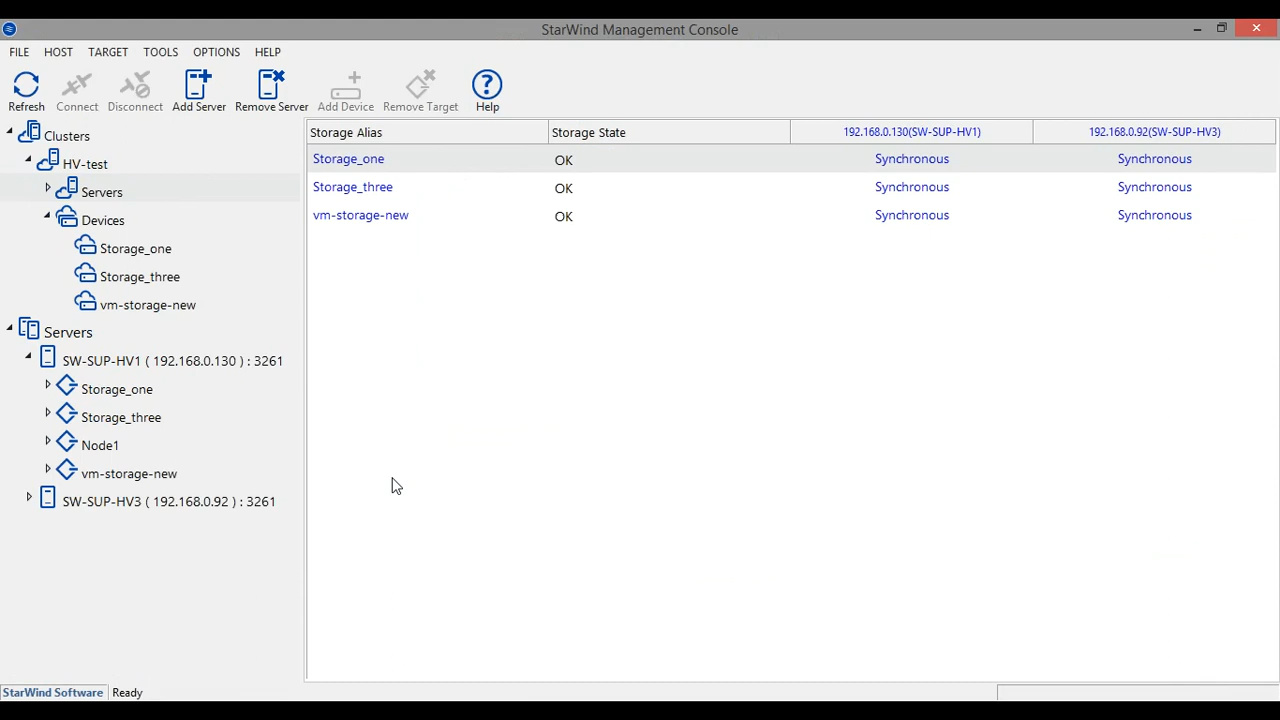 StarWind Management Console
FILE HOST TARGET TOOLS OPTIONS HELP
Refresh Connect Disconnect Add Server Remove Server Add Device Remove Target Help
Clusters
HV-test
Servers
Devices
Storage_one
Storage_three
vm-storage-new
Servers
SW-SUP-HV1 ( 192.168.0.130 ) : 3261
Storage_one
Storage_three
Node1
vm-storage-new
SW-SUP-HV3 ( 192.168.0.92 ) : 3261
Storage Alias Storage State 192.168.0.130(SW-SUP-HV1) 192.168.0.92(SW-SUP-HV3)
Storage_one OK Synchronous Synchronous
Storage_three OK Synchronous Synchronous
vm-storage-new OK Synchronous Synchronous
StarWind Software Ready